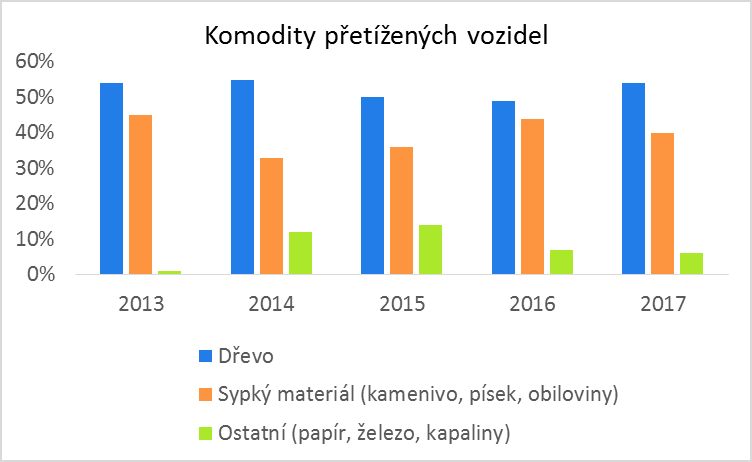 Komodity přetížených vozidel
60%
50%
40%
30%
20%
10%
0%
2013 2014 2015 2016 2017
Dřevo
Sypký materiál (kamenivo, písek, obiloviny)
Ostatní (papír, železo, kapaliny)